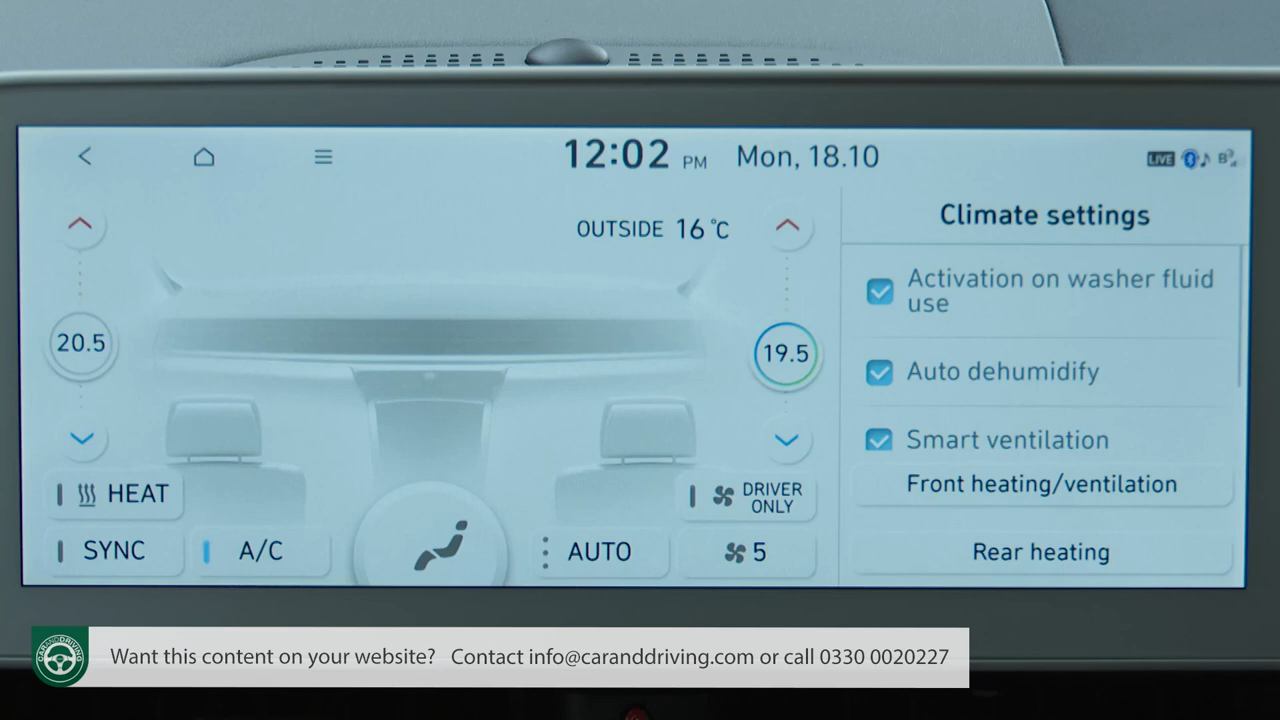 12:02 PM Mon, 18.10
LIVE
OUTSIDE 16°C
Climate settings
Activation on washer fluid
use
20.5
19.5
Auto dehumidify
Smart ventilation
HEAT
DRIVER
ONLY
Front heating/ventilation
SYNC
A/C
AUTO
5
Rear heating
CARANDDRIVING
Want this content on your website? Contact info@caranddriving.com or call 0330 0020227